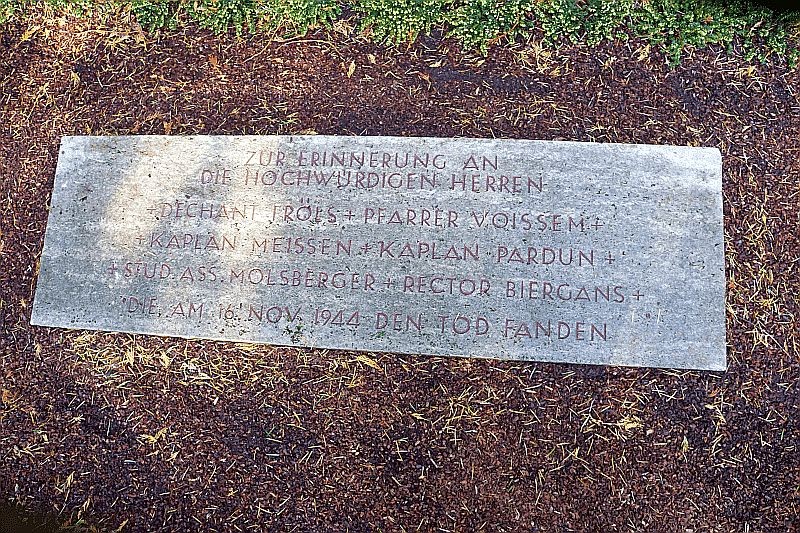 ZUR ERINNERUNG AN
DIE HOCHWÜRDIGEN HERREN
DECHANT FRÖLS + PFARRER VOISSEM +
+ KAPLAN MEISSEN + KAPLAN PARDUN +
+ STUD.ASS. MOLSBERGER + RECTOR BIERGANS +
DIE AM 16. NOV. 1944 DEN TOD FANDEN